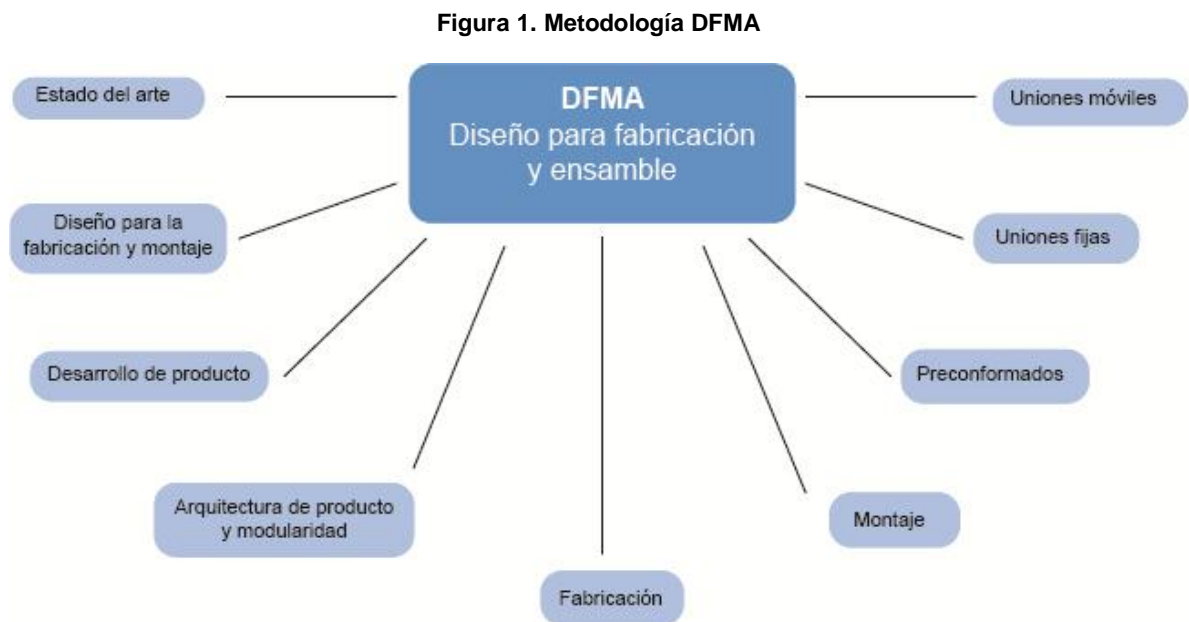 Figura 1. Metodología DFMA
DFMA
Diseño para fabricación
y ensamble
Estado del arte
Diseño para la
fabricación y montaje
Desarrollo de producto
Arquitectura de producto
y modularidad
Fabricación
Montaje
Preconformados
Uniones fijas
Uniones móviles